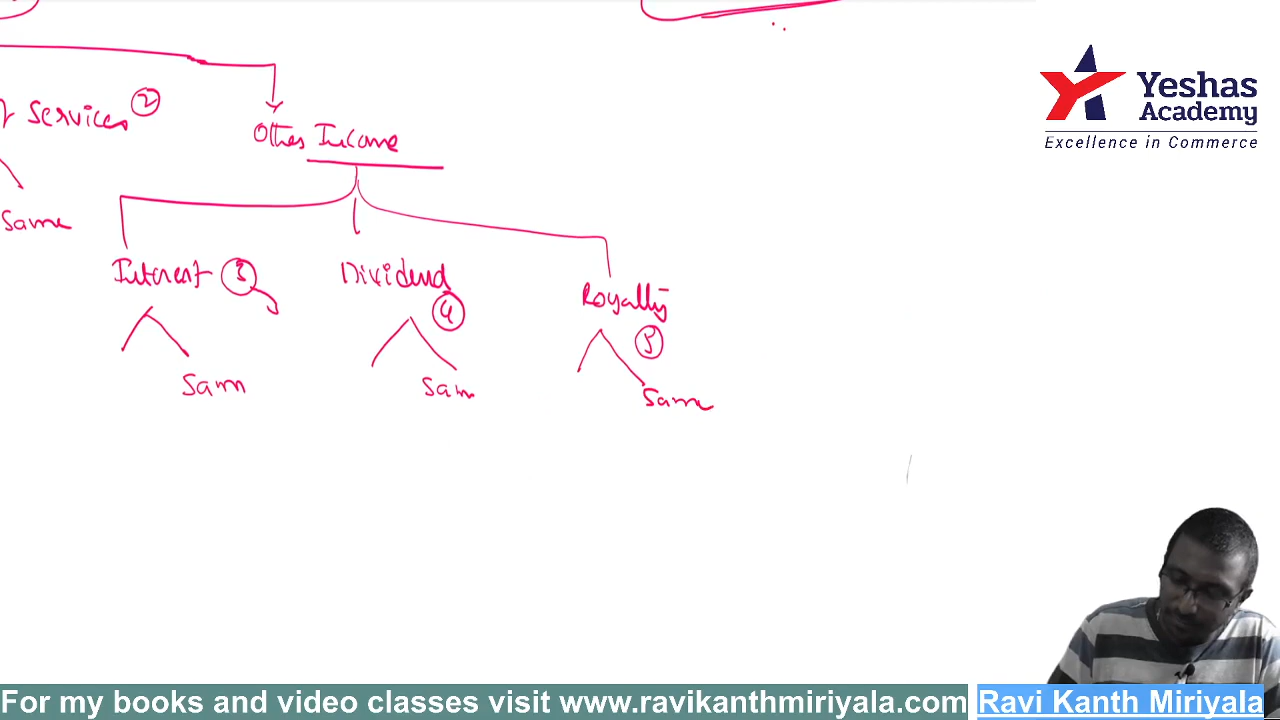 Services ②
Other Income
Same
Interest ③
Dividend
④
Royalty
⑤
Sam
Sam
Same
Yeshas
Academy
Excellence in Commerce
For my books and video classes visit www.ravikanthmiriyala.com Ravi Kanth Miriyala